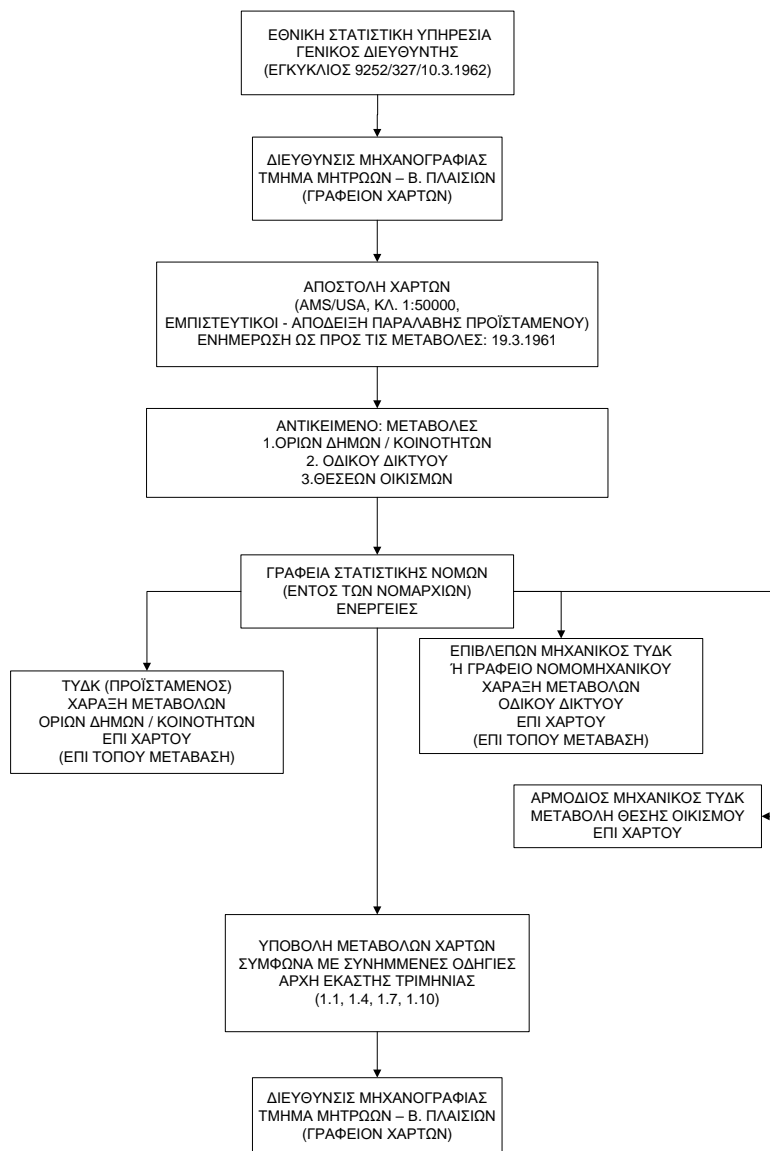 ΕΘΝΙΚΗ ΣΤΑΤΙΣΤΙΚΗ ΥΠΗΡΕΣΙΑ
ΓΕΝΙΚΟΣ ΔΙΕΥΘΥΝΤΗΣ
(ΕΓΚΥΚΛΙΟΣ 9252/327/10.3.1962)
ΔΙΕΥΘΥΝΣΙΣ ΜΗΧΑΝΟΓΡΑΦΙΑΣ
ΤΜΗΜΑ ΜΗΤΡΩΩΝ – Β. ΠΛΑΙΣΙΩΝ
(ΓΡΑΦΕΙΟΝ ΧΑΡΤΩΝ)
ΑΠΟΣΤΟΛΗ ΧΑΡΤΩΝ
(AMS/USA, ΚΛ. 1:50000,
ΕΜΠΙΣΤΕΥΤΙΚΟΙ - ΑΠΟΔΕΙΞΗ ΠΑΡΑΛΑΒΗΣ ΠΡΟΪΣΤΑΜΕΝΟΥ)
ΕΝΗΜΕΡΩΣΗ ΩΣ ΠΡΟΣ ΤΙΣ ΜΕΤΑΒΟΛΕΣ: 19.3.1961
ΑΝΤΙΚΕΙΜΕΝΟ: ΜΕΤΑΒΟΛΕΣ
1.ΟΡΙΩΝ ΔΗΜΩΝ / ΚΟΙΝΟΤΗΤΩΝ
2. ΟΔΙΚΟΥ ΔΙΚΤΥΟΥ
3.ΘΕΣΕΩΝ ΟΙΚΙΣΜΩΝ
ΓΡΑΦΕΙΑ ΣΤΑΤΙΣΤΙΚΗΣ ΝΟΜΩΝ
(ΕΝΤΟΣ ΤΩΝ ΝΟΜΑΡΧΙΩΝ)
ΕΝΕΡΓΕΙΕΣ
ΤΥΔΚ (ΠΡΟΪΣΤΑΜΕΝΟΣ)
ΧΑΡΑΞΗ ΜΕΤΑΒΟΛΩΝ
ΟΡΙΩΝ ΔΗΜΩΝ / ΚΟΙΝΟΤΗΤΩΝ
ΕΠΙ ΧΑΡΤΟΥ
(ΕΠΙ ΤΟΠΟΥ ΜΕΤΑΒΑΣΗ)
ΕΠΙΒΛΕΠΩΝ ΜΗΧΑΝΙΚΟΣ ΤΥΔΚ
Ή ΓΡΑΦΕΙΟ ΝΟΜΟΜΗΧΑΝΙΚΟΥ
ΧΑΡΑΞΗ ΜΕΤΑΒΟΛΩΝ
ΟΔΙΚΟΥ ΔΙΚΤΥΟΥ
ΕΠΙ ΧΑΡΤΟΥ
(ΕΠΙ ΤΟΠΟΥ ΜΕΤΑΒΑΣΗ)
ΑΡΜΟΔΙΟΣ ΜΗΧΑΝΙΚΟΣ ΤΥΔΚ
ΜΕΤΑΒΟΛΗ ΘΕΣΗΣ ΟΙΚΙΣΜΟΥ
ΕΠΙ ΧΑΡΤΟΥ
ΥΠΟΒΟΛΗ ΜΕΤΑΒΟΛΩΝ ΧΑΡΤΩΝ
ΣΥΜΦΩΝΑ ΜΕ ΣΥΝΗΜΜΕΝΕΣ ΟΔΗΓΙΕΣ
ΑΡΧΗ ΕΚΑΣΤΗΣ ΤΡΙΜΗΝΙΑΣ
(1.1, 1.4, 1.7, 1.10)
ΔΙΕΥΘΥΝΣΙΣ ΜΗΧΑΝΟΓΡΑΦΙΑΣ
ΤΜΗΜΑ ΜΗΤΡΩΩΝ – Β. ΠΛΑΙΣΙΩΝ
(ΓΡΑΦΕΙΟΝ ΧΑΡΤΩΝ)